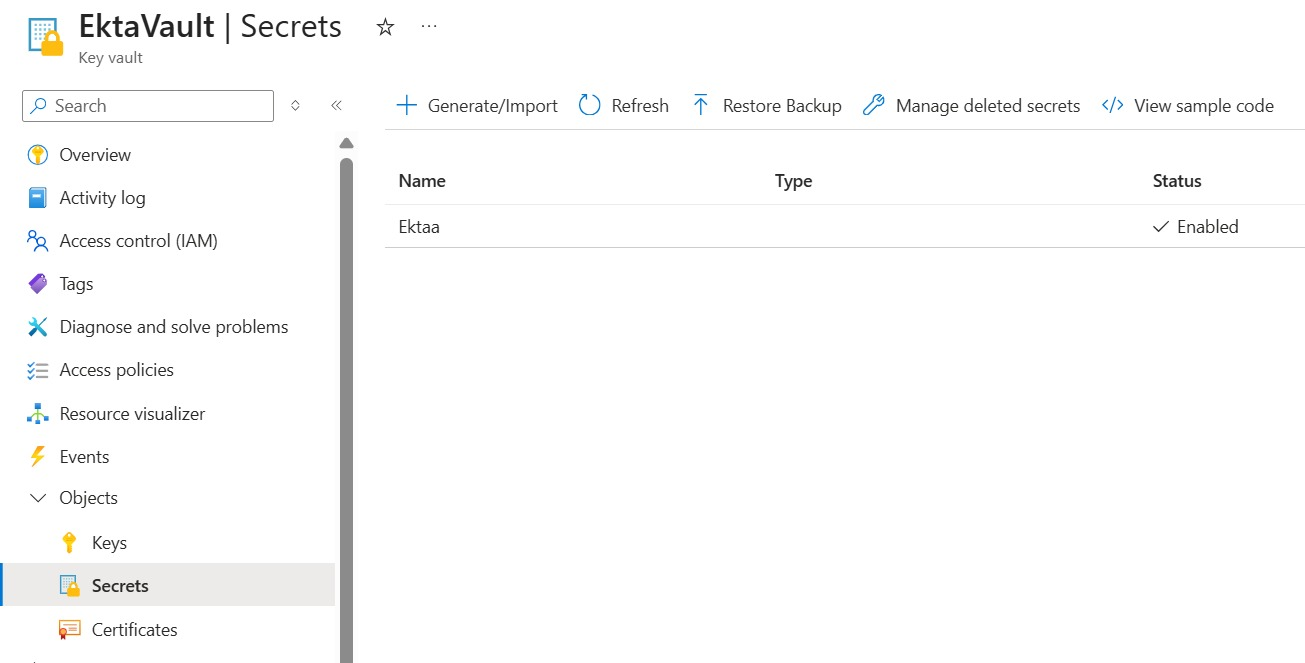 EktaVault | Secrets
Key vault
Search
Overview
Activity log
Access control (IAM)
Tags
Diagnose and solve problems
Access policies
Resource visualizer
Events
Objects
Keys
Secrets
Certificates
Generate/Import Refresh Restore Backup Manage deleted secrets View sample code
Name Type Status
Ektaa Enabled